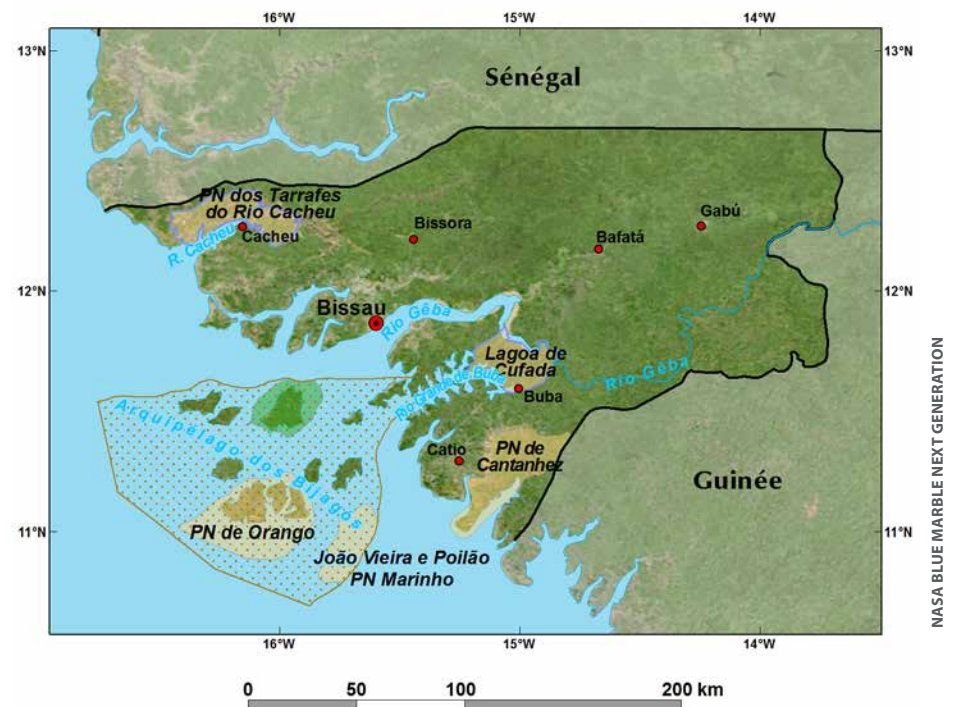 16°W
15°W
14°W
13°N
13°N
Sénégal
PN dos Tarrafes
do Rio Cacheu
Cacheu
R. Cacheu
Bissora
Bafatá
Gabú
12°N
12°N
Bissau
Rio Gêba
Lagoa de
Cufada
Rio Grande de Buba
Buba
Rio Gêba
Arquipélago dos Bijagós
Catio
PN de
Cantanhez
Guinée
11°N
11°N
PN de Orango
João Vieira e Poilão
PN Marinho
16°W
15°W
14°W
0 50 100 200 km
NASA BLUE MARBLE NEXT GENERATION